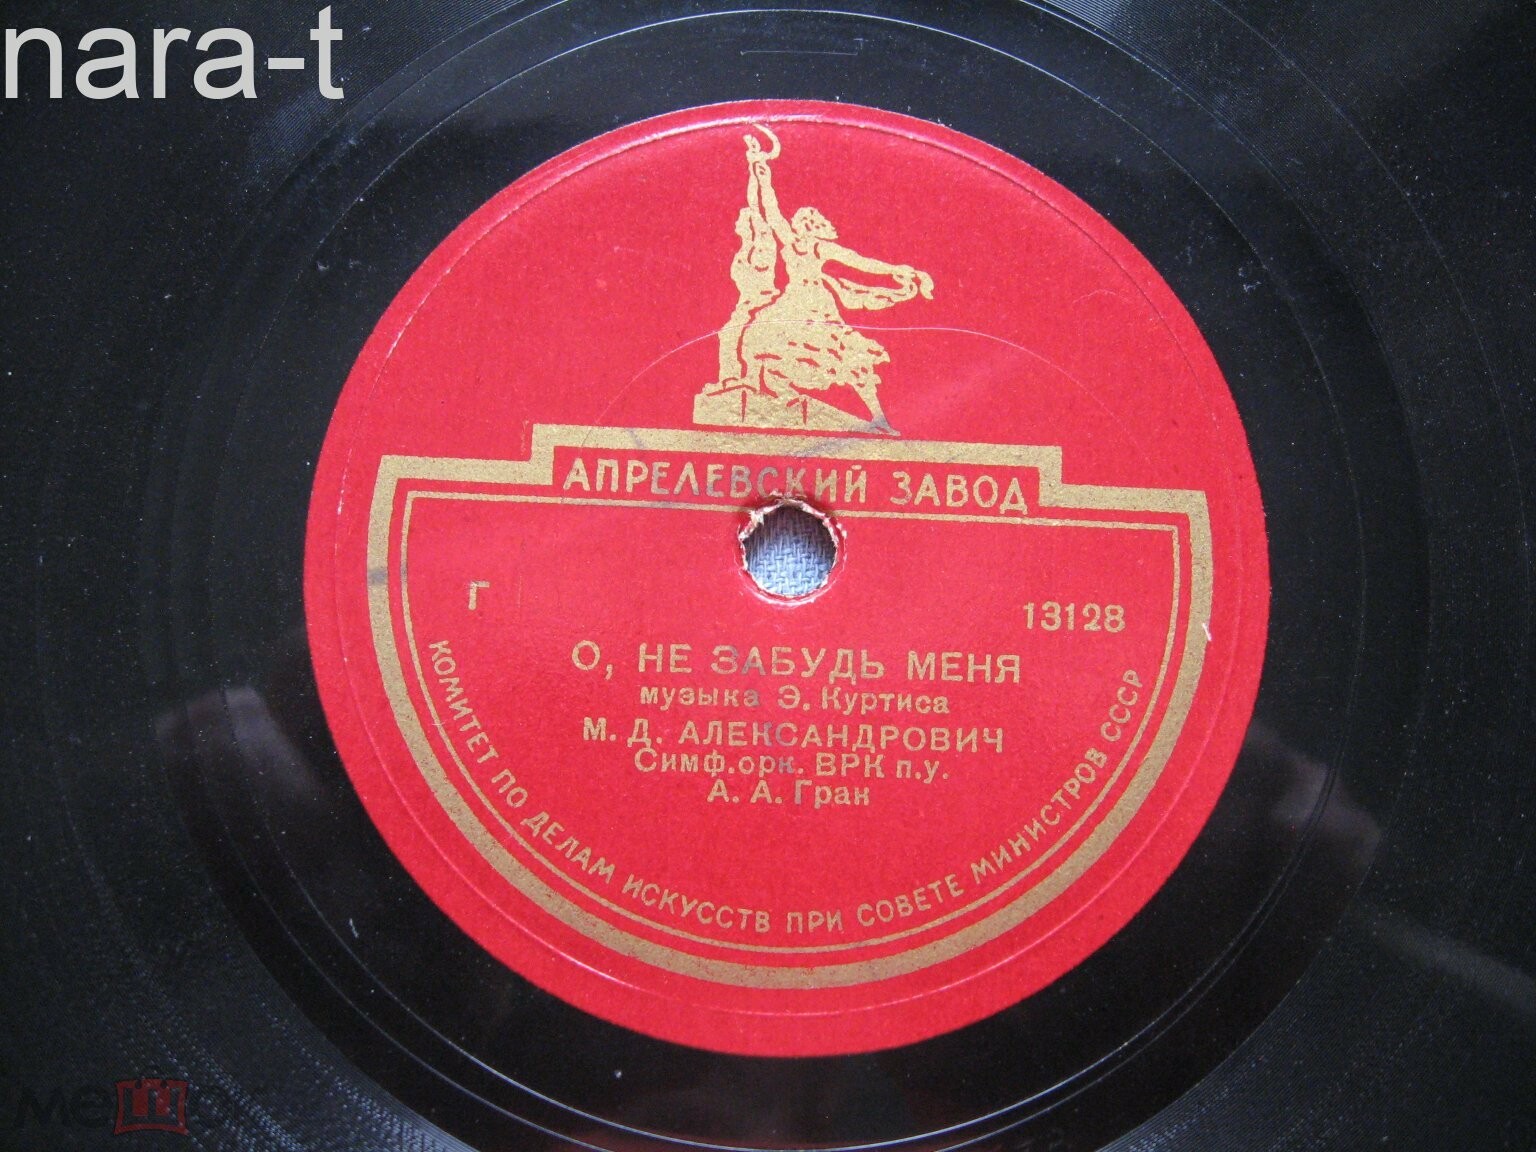 nara-t
АПРЕЛЕВСКИЙ ЗАВОД
Г
13128
О, НЕ ЗАБУДЬ МЕНЯ
музыка Э. Куртиса
М. Д. АЛЕКСАНДРОВИЧ
Симф.орк. ВРК п.у.
А. А. Гран
КОМИТЕТ ПО ДЕЛАМ ИСКУССТВ ПРИ СОВЕТЕ МИНИСТРОВ СССР